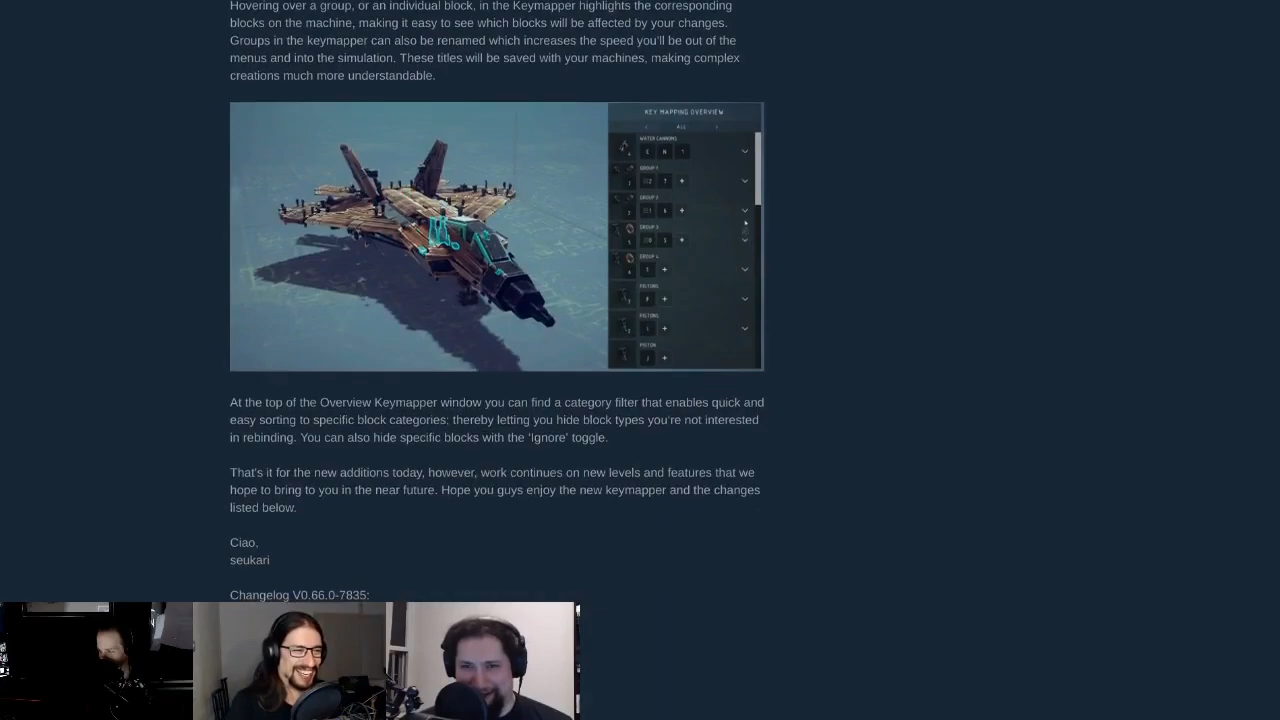 Hovering over a group, or an individual block, in the Keymapper highlights the corresponding
blocks on the machine, making it easy to see which blocks will be affected by your changes.
Groups in the keymapper can also be renamed which increases the speed you'll be out of the
menus and into the simulation. These titles will be saved with your machines, making complex
creations much more understandable.
KEY MAPPING OVERVIEW
ALL
WATER CANNONS
E N
GROUP 1
GROUP 2
GROUP 3
GROUP 4
PISTONS
PISTONS
PISTON
At the top of the Overview Keymapper window you can find a category filter that enables quick and
easy sorting to specific block categories; thereby letting you hide block types you're not interested
in rebinding. You can also hide specific blocks with the 'Ignore' toggle.
That's it for the new additions today, however, work continues on new levels and features that we
hope to bring to you in the near future. Hope you guys enjoy the new keymapper and the changes
listed below.
Ciao,
seukari
Changelog V0.66.0-7835: